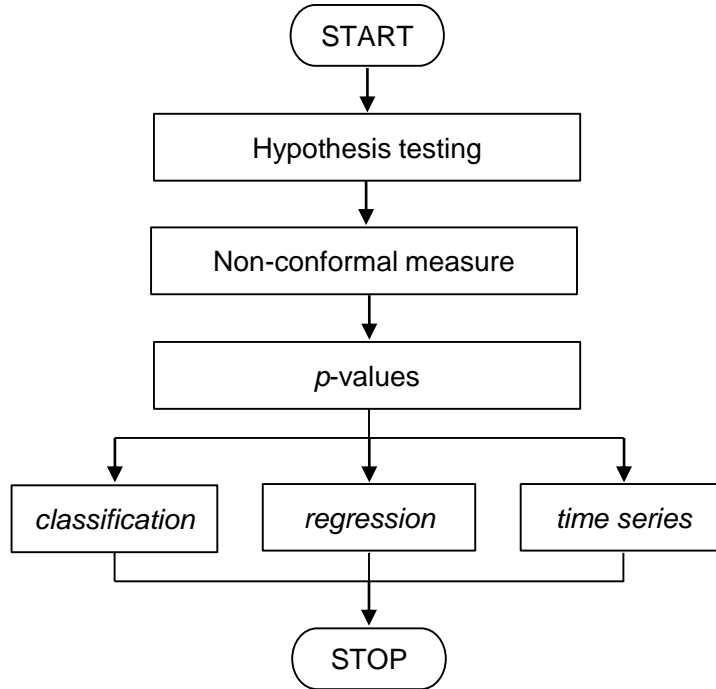 START
Hypothesis testing
Non-conformal measure
p-values
classification
regression
time series
STOP